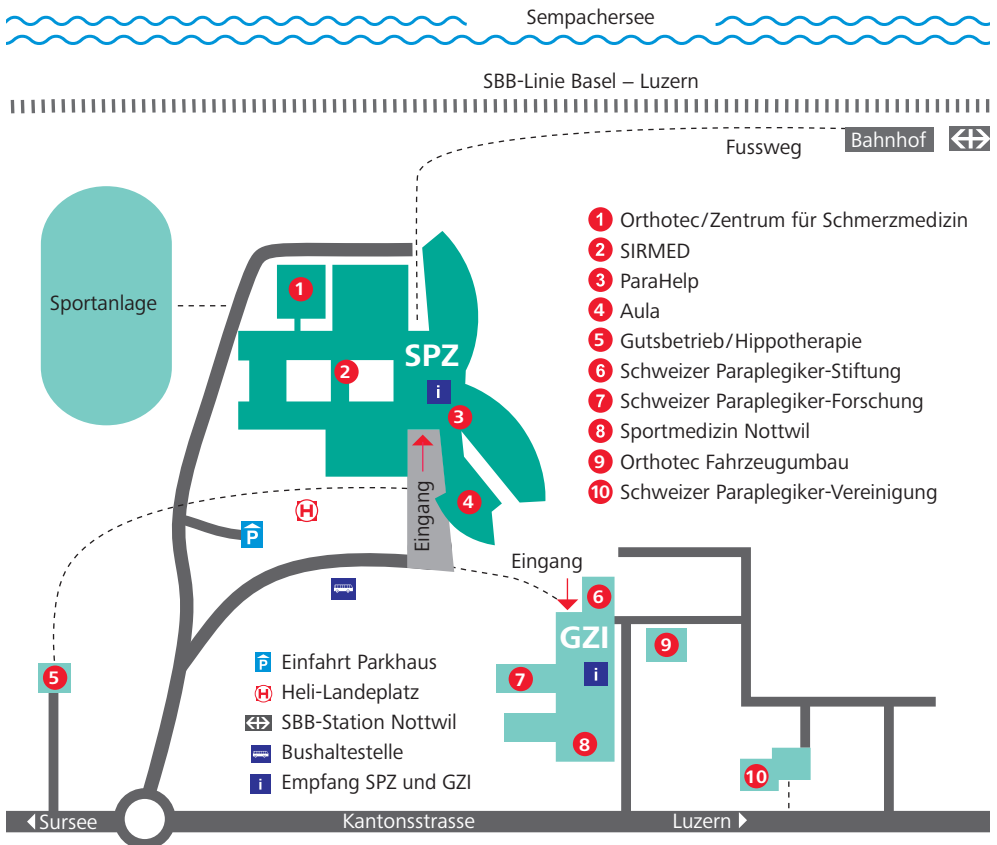 Sempachersee
SBB-Linie Basel – Luzern
Fussweg
Bahnhof
Sportanlage
1 Orthotec/Zentrum für Schmerzmedizin
2 SIRMED
3 ParaHelp
4 Aula
5 Gutsbetrieb/Hippotherapie
6 Schweizer Paraplegiker-Stiftung
7 Schweizer Paraplegiker-Forschung
8 Sportmedizin Nottwil
9 Orthotec Fahrzeugumbau
10 Schweizer Paraplegiker-Vereinigung
1
SPZ
2
i
3
4
H
Eingang
P
Eingang
6
GZI
9
i
5
7
8
10
P Einfahrt Parkhaus
H Heli-Landeplatz
SBB-Station Nottwil
Bushaltestelle
i Empfang SPZ und GZI
Sursee
Kantonsstrasse
Luzern